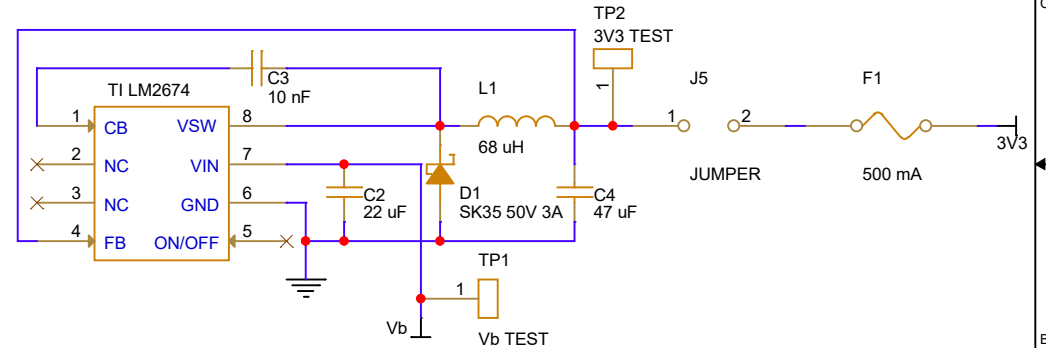 TP2
3V3 TEST
1
C3
10 nF
TI LM2674
L1
68 uH
J5
F1
1 CB VSW 8
2 NC VIN 7
3 NC GND 6
4 FB ON/OFF 5
C2
22 uF
D1
SK35 50V 3A
C4
47 uF
1 2
JUMPER
500 mA
3V3
TP1
1
Vb
Vb TEST